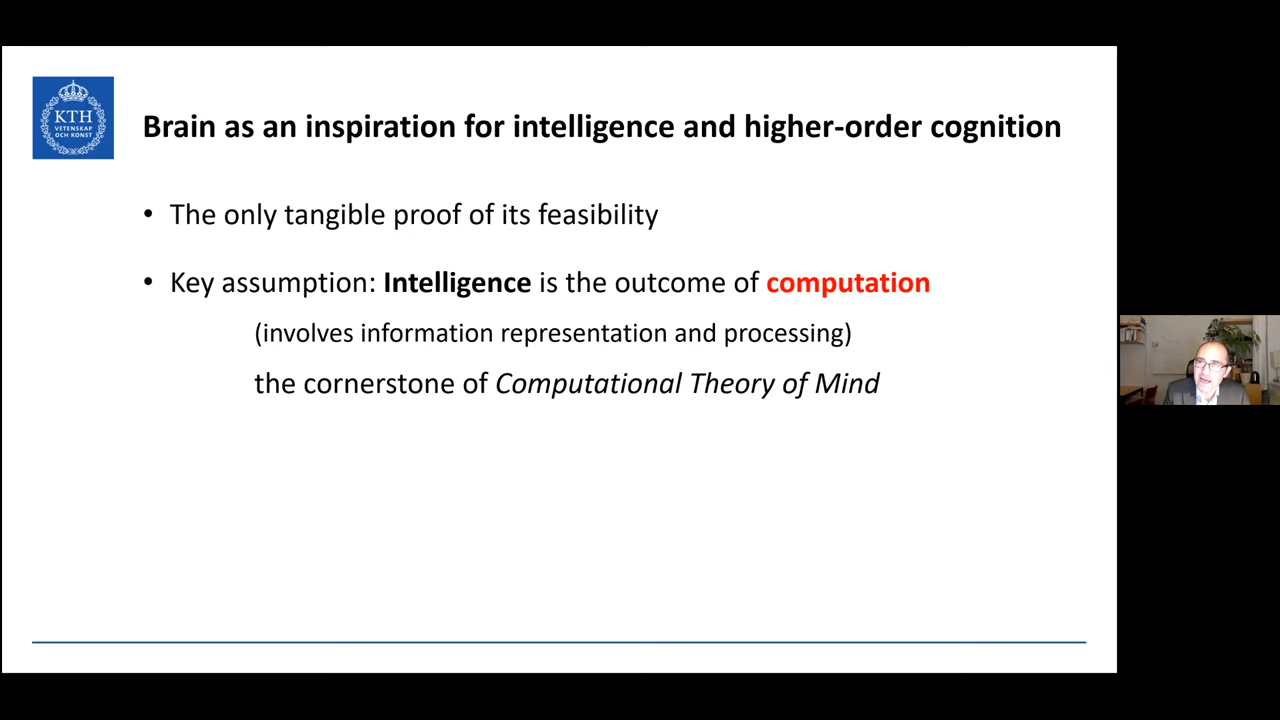 KTH
VETENSKAP
OCH KONST
Brain as an inspiration for intelligence and higher-order cognition
• The only tangible proof of its feasibility
• Key assumption: Intelligence is the outcome of computation
(involves information representation and processing)
the cornerstone of Computational Theory of Mind